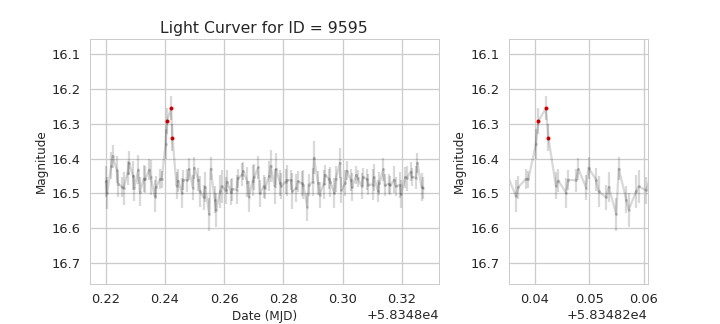 Light Curver for ID = 9595
Magnitude
16.1
16.2
16.3
16.4
16.5
16.6
16.7
0.22 0.24 0.26 0.28 0.30 0.32
Date (MJD)
+5.8348e4
Magnitude
16.1
16.2
16.3
16.4
16.5
16.6
16.7
0.04 0.05 0.06
+5.83482e4